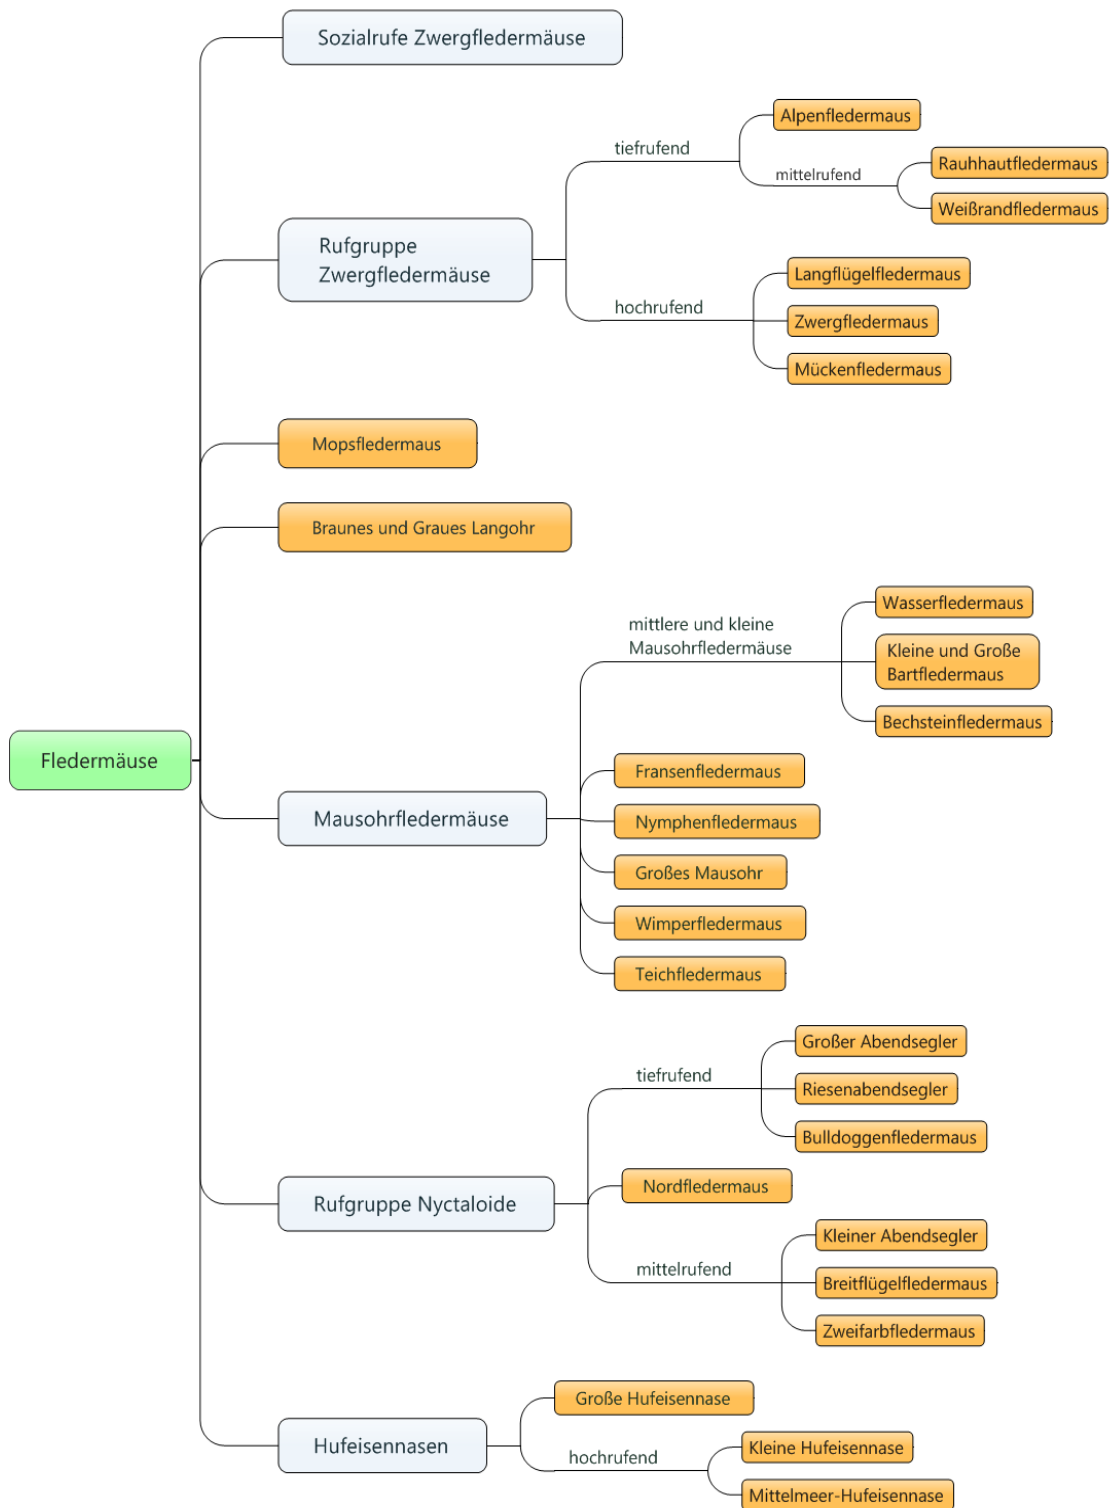 Sozialrufe Zwergfledermäuse
Alpenfledermaus
tiefrufend
mittelrufend
Rauhhautfledermaus
Weißrandfledermaus
Rufgruppe
Zwergfledermäuse
Langflügelfledermaus
hochrufend
Zwergfledermaus
Mückenfledermaus
Mopsfledermaus
Braunes und Graues Langohr
Wasserfledermaus
mittlere und kleine
Mausohrfledermäuse
Kleine und Große
Bartfledermaus
Bechsteinfledermaus
Fledermäuse
Fransenfledermaus
Mausohrfledermäuse
Nymphenfledermaus
Großes Mausohr
Wimperfledermaus
Teichfledermaus
Großer Abendsegler
tiefrufend
Riesenabendsegler
Bulldoggenfledermaus
Rufgruppe Nyctaloide
Nordfledermaus
Kleiner Abendsegler
mittelrufend
Breitflügelfledermaus
Zweifarbfledermaus
Große Hufeisennase
Hufeisennasen
hochrufend
Kleine Hufeisennase
Mittelmeer-Hufeisennase